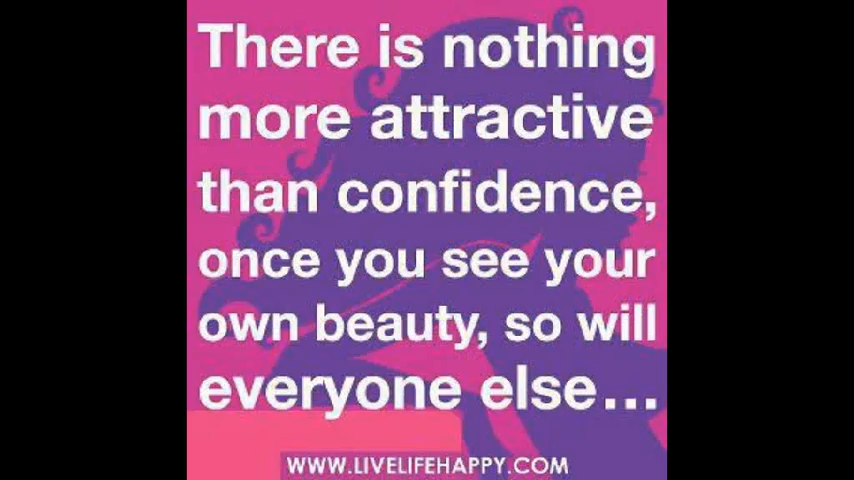 There is nothing
more attractive
than confidence,
once you see your
own beauty, so will
everyone else...
WWW.LIVELIFEHAPPY.COM